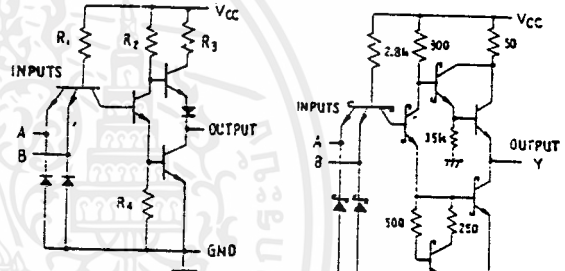 VCC
R1
R2
R3
INPUTS
A
B
OUTPUT
R4
GND
VCC
2.8k
300
50
INPUTS
A
B
35k
OUTPUT
Y
500
250